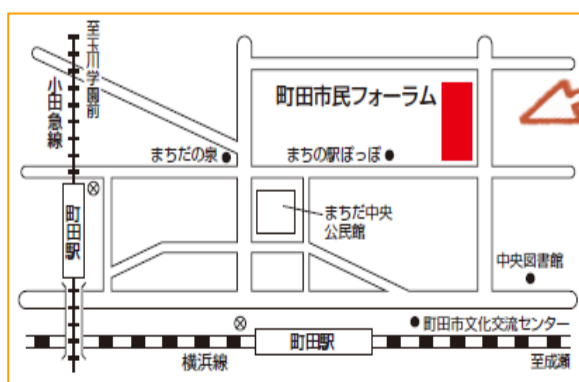 至玉川学園前
小田急線
町田市民フォーラム
まちだの泉
まちの駅ぽっぽ
町田駅
まちだ中央
公民館
中央図書館
町田市文化交流センター
町田駅
横浜線
至成瀬